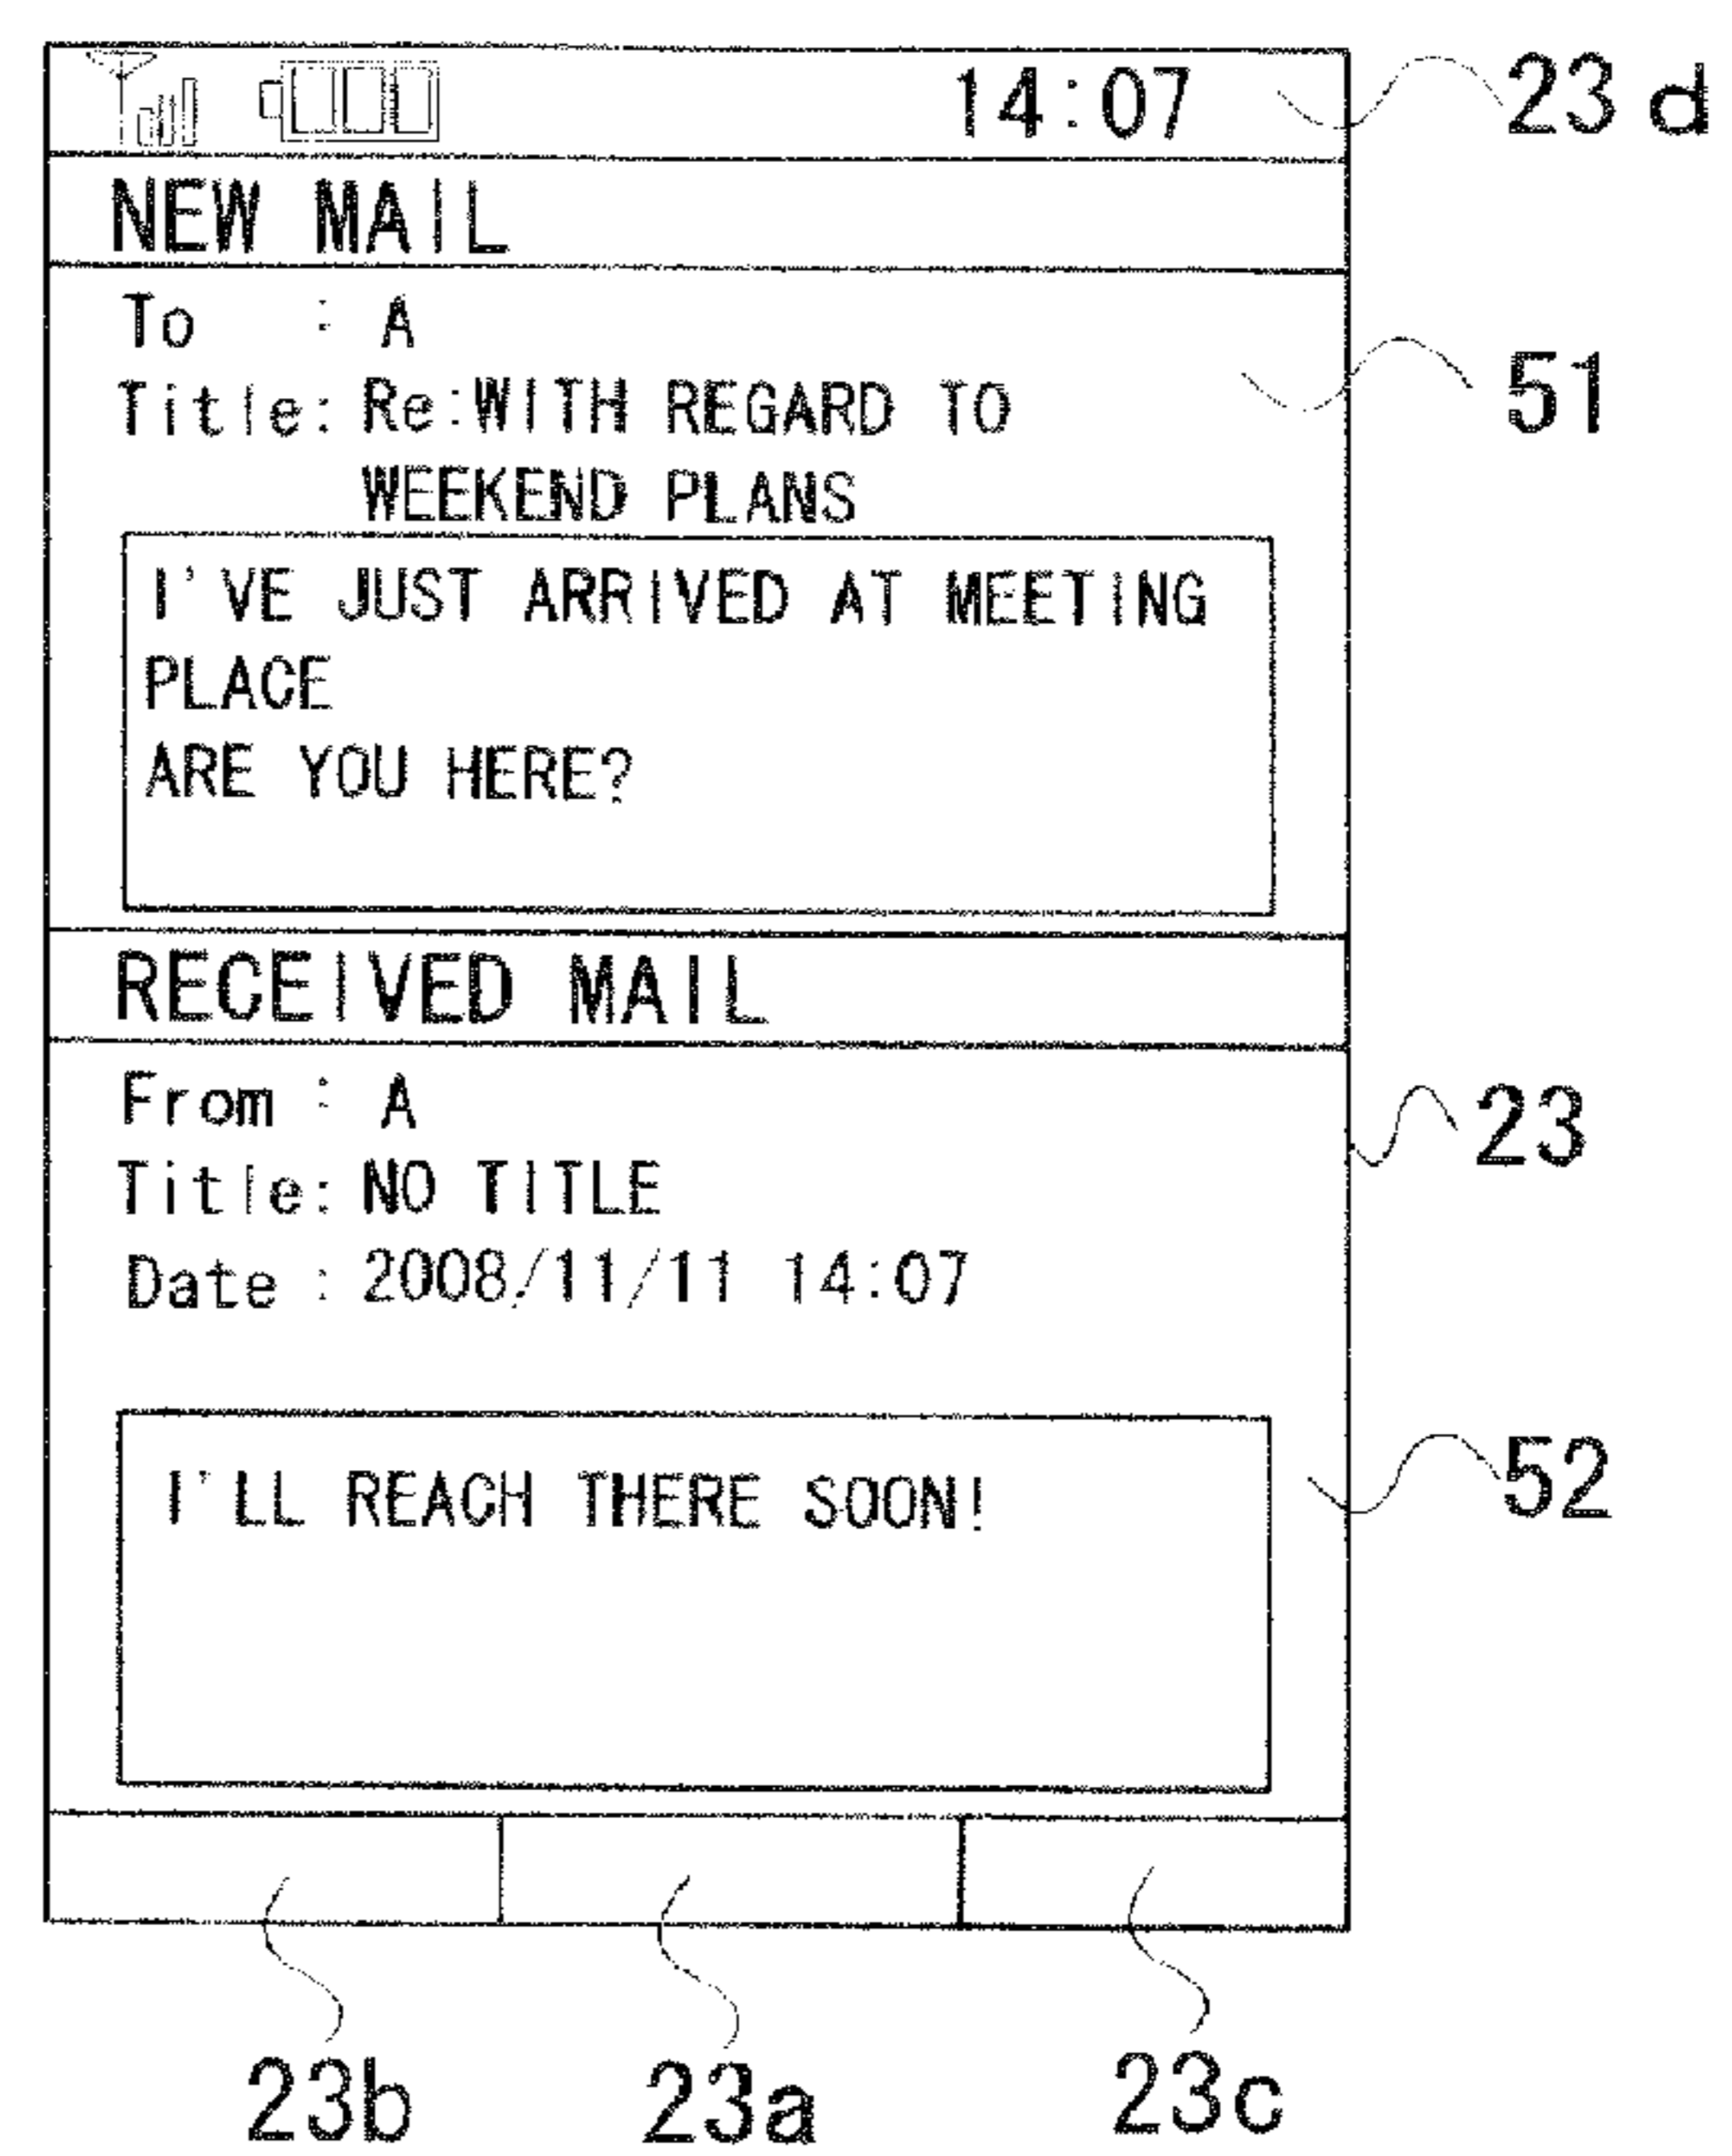 14:07 23d
NEW MAIL
To : A
Title: Re:WITH REGARD TO 51
WEEKEND PLANS
I'VE JUST ARRIVED AT MEETING
PLACE
ARE YOU HERE?
RECEIVED MAIL
From : A 23
Title: NO TITLE
Date : 2008/11/11 14:07
I'LL REACH THERE SOON! 52
23b 23a 23c